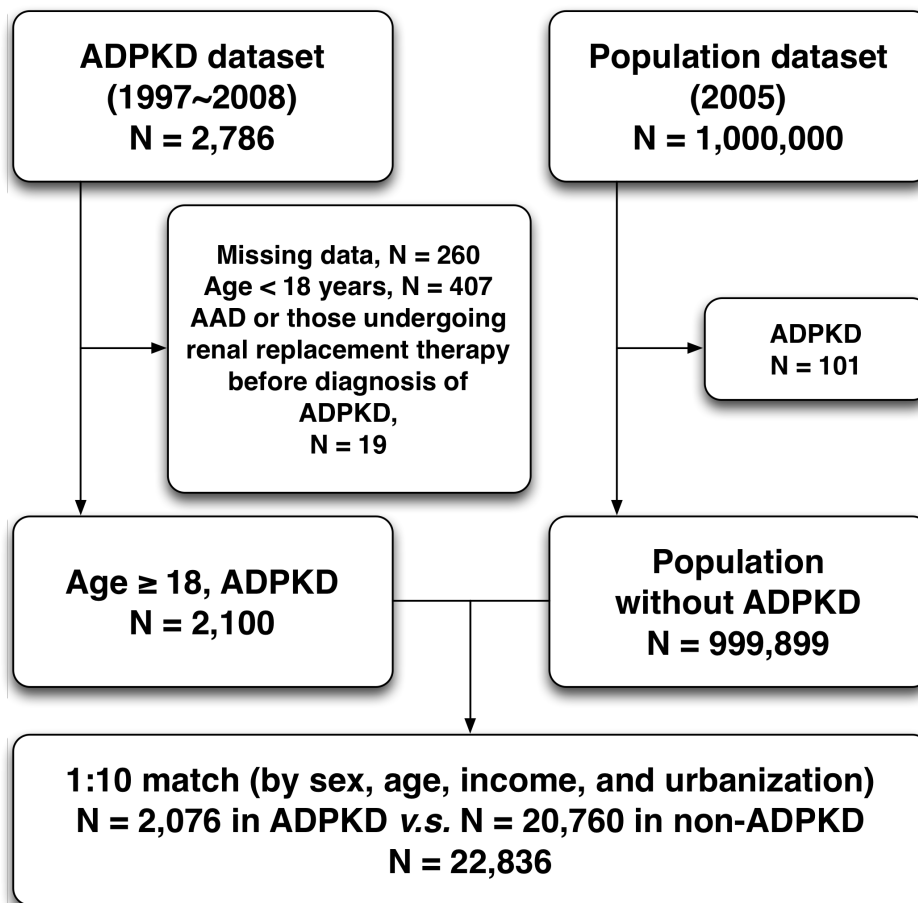 ADPKD dataset
(1997~2008)
N = 2,786
Population dataset
(2005)
N = 1,000,000
Missing data, N = 260
Age < 18 years, N = 407
AAD or those undergoing
renal replacement therapy
before diagnosis of
ADPKD,
N = 19
ADPKD
N = 101
Age ≥ 18, ADPKD
N = 2,100
Population
without ADPKD
N = 999,899
1:10 match (by sex, age, income, and urbanization)
N = 2,076 in ADPKD v.s. N = 20,760 in non-ADPKD
N = 22,836